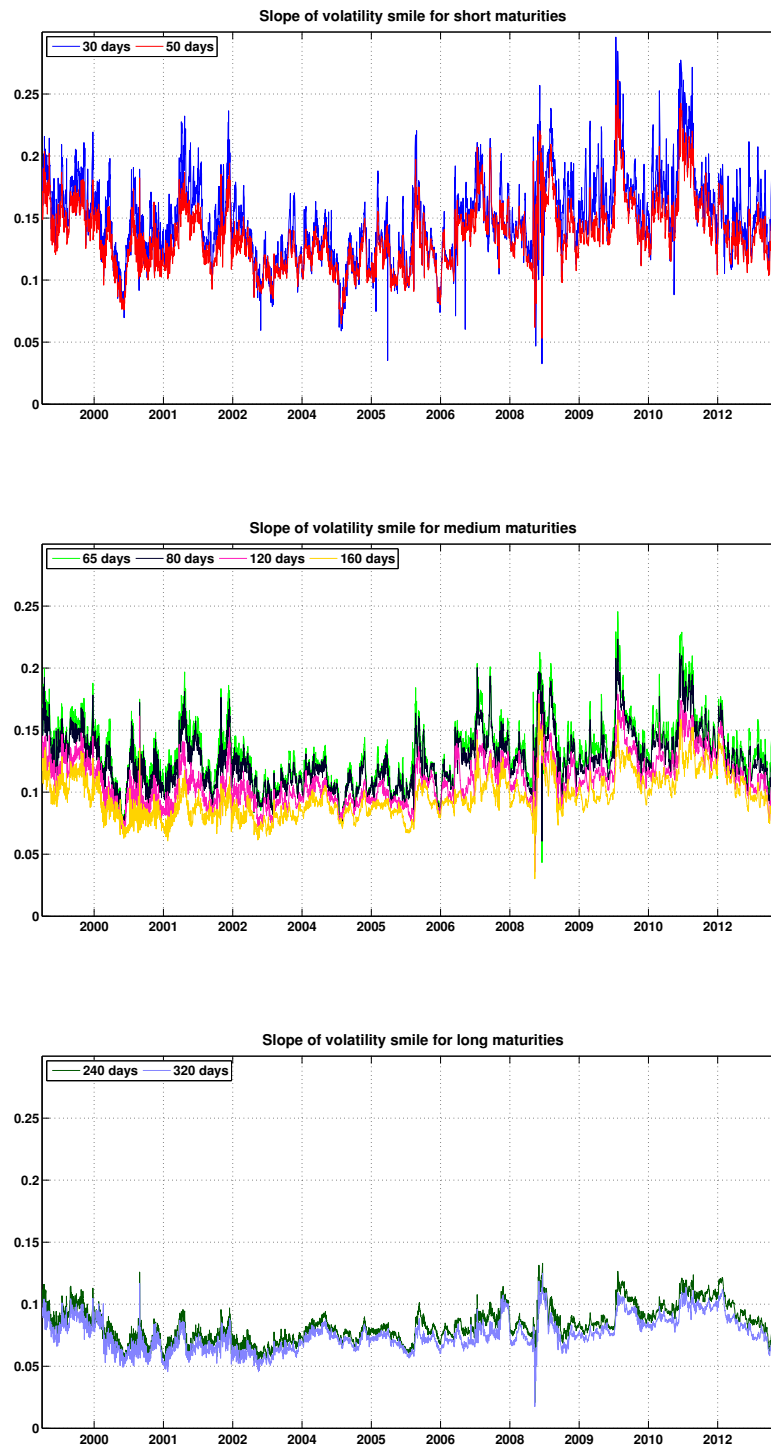 Slope of volatility smile for short maturities
30 days 50 days
0.25
0.2
0.15
0.1
0.05
0
2000 2001 2002 2004 2005 2006 2008 2009 2010 2012
Slope of volatility smile for medium maturities
65 days 80 days 120 days 160 days
0.25
0.2
0.15
0.1
0.05
0
2000 2001 2002 2004 2005 2006 2008 2009 2010 2012
Slope of volatility smile for long maturities
240 days 320 days
0.25
0.2
0.15
0.1
0.05
0
2000 2001 2002 2004 2005 2006 2008 2009 2010 2012